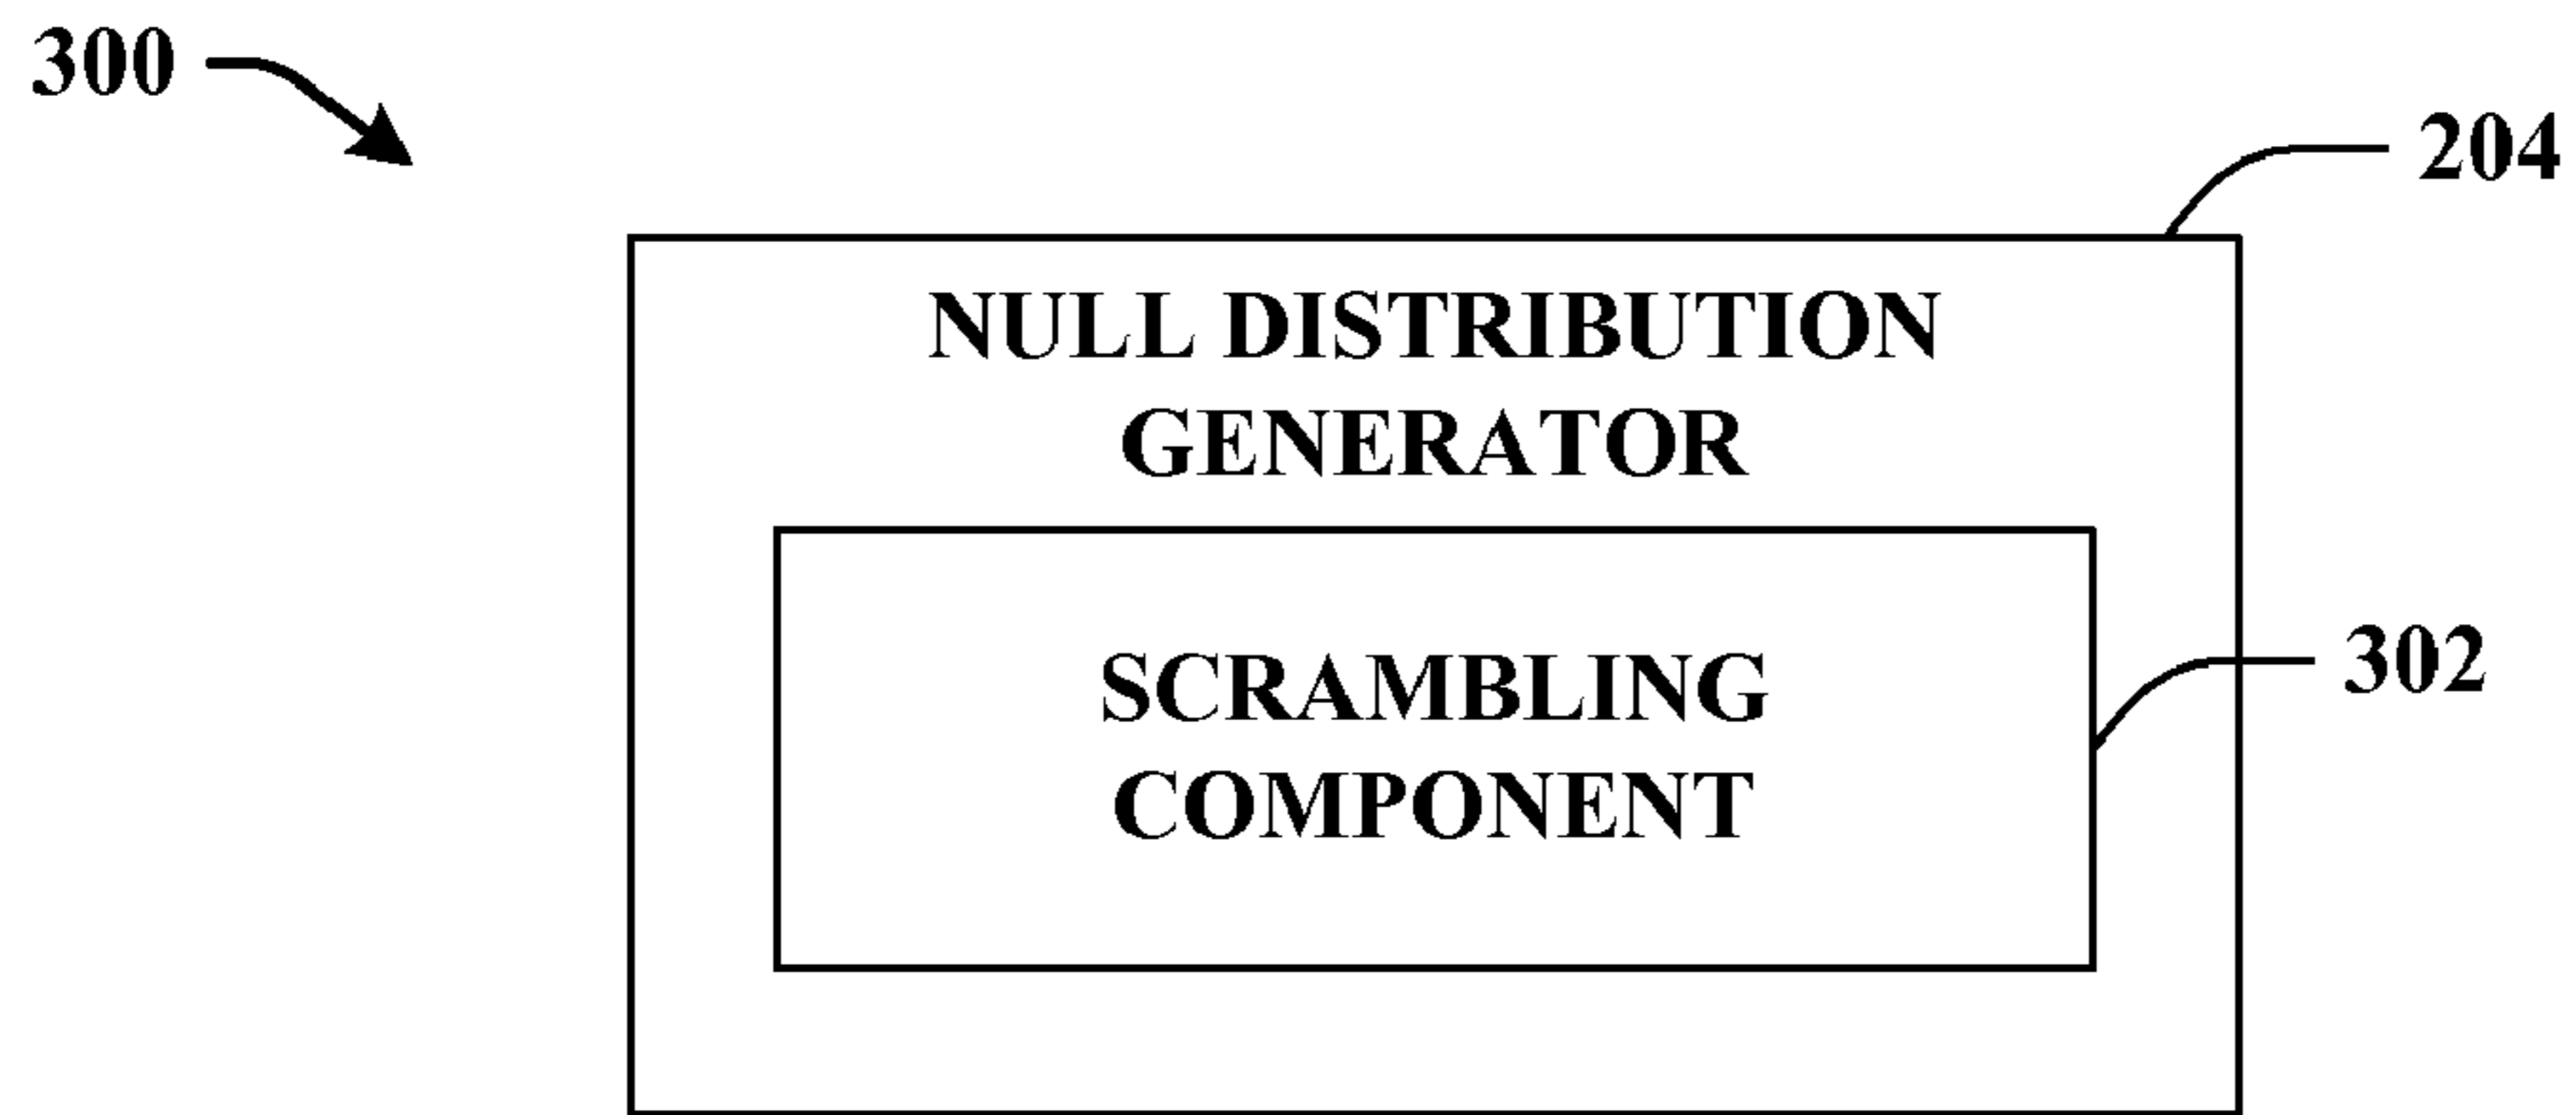 300
204
NULL DISTRIBUTION
GENERATOR
SCRAMBLING
COMPONENT
302